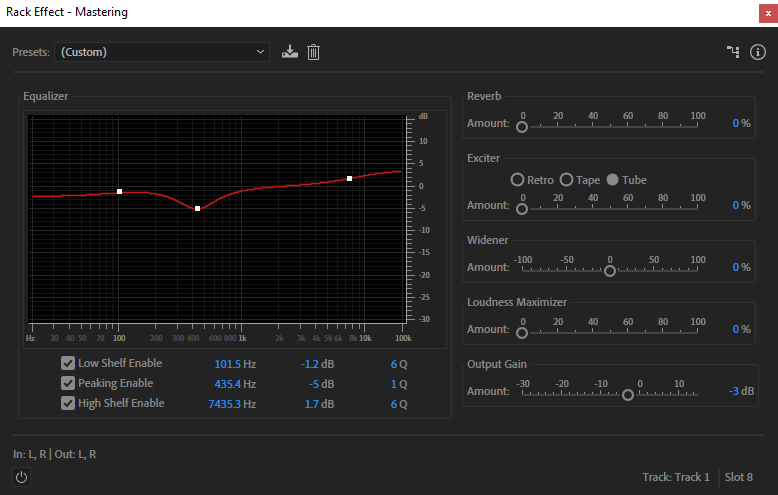 Rack Effect - Mastering
x
Presets: (Custom)
Equalizer
dB
10
5
0
-5
-10
-15
-20
-25
-30
Hz 30 40 50 70 100 200 300 400 600 800 1k 2k 3k 4k 5k 6k 8k 10k 100k
Low Shelf Enable 101.5 Hz -1.2 dB 6 Q
Peaking Enable 435.4 Hz -5 dB 1 Q
High Shelf Enable 7435.3 Hz 1.7 dB 6 Q
Reverb
0 20 40 60 80 100
Amount: 0 %
Exciter
Retro Tape Tube
0 20 40 60 80 100
Amount: 0 %
Widener
-100 -50 0 50 100
Amount: 0 %
Loudness Maximizer
0 20 40 60 80 100
Amount: 0 %
Output Gain
-30 -20 -10 0 10
Amount: -3 dB
In: L, R | Out: L, R
Track: Track 1 Slot 8